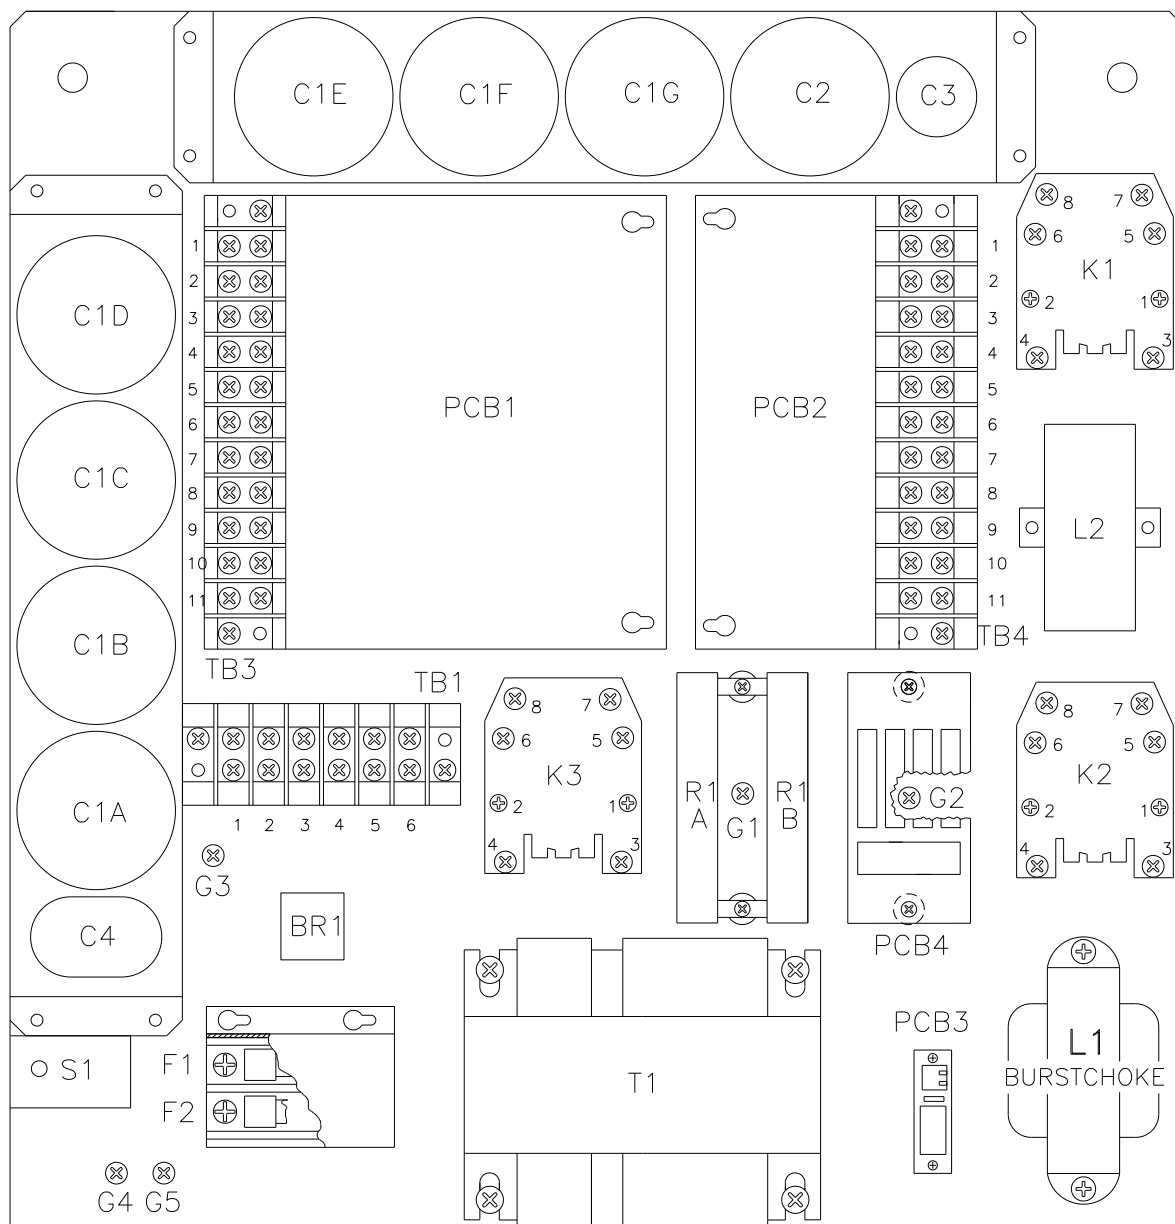 C1E C1F C1G C2 C3
8 7
6 5
K1
2 1
4 3
C1D
C1C
C1B
C1A
C4
1
2
3
4
5
6
7
8
9
10
11
TB3
PCB1
PCB2
1
2
3
4
5
6
7
8
9
10
11
TB4
L2
TB1
1 2 3 4 5 6
8 7
6 5
K3
2 1
4 3
R1
A
G1
R1
B
G2
PCB4
8 7
6 5
K2
2 1
4 3
G3
BR1
S1
F1
F2
G4 G5
T1
PCB3
L1
BURSTCHOKE